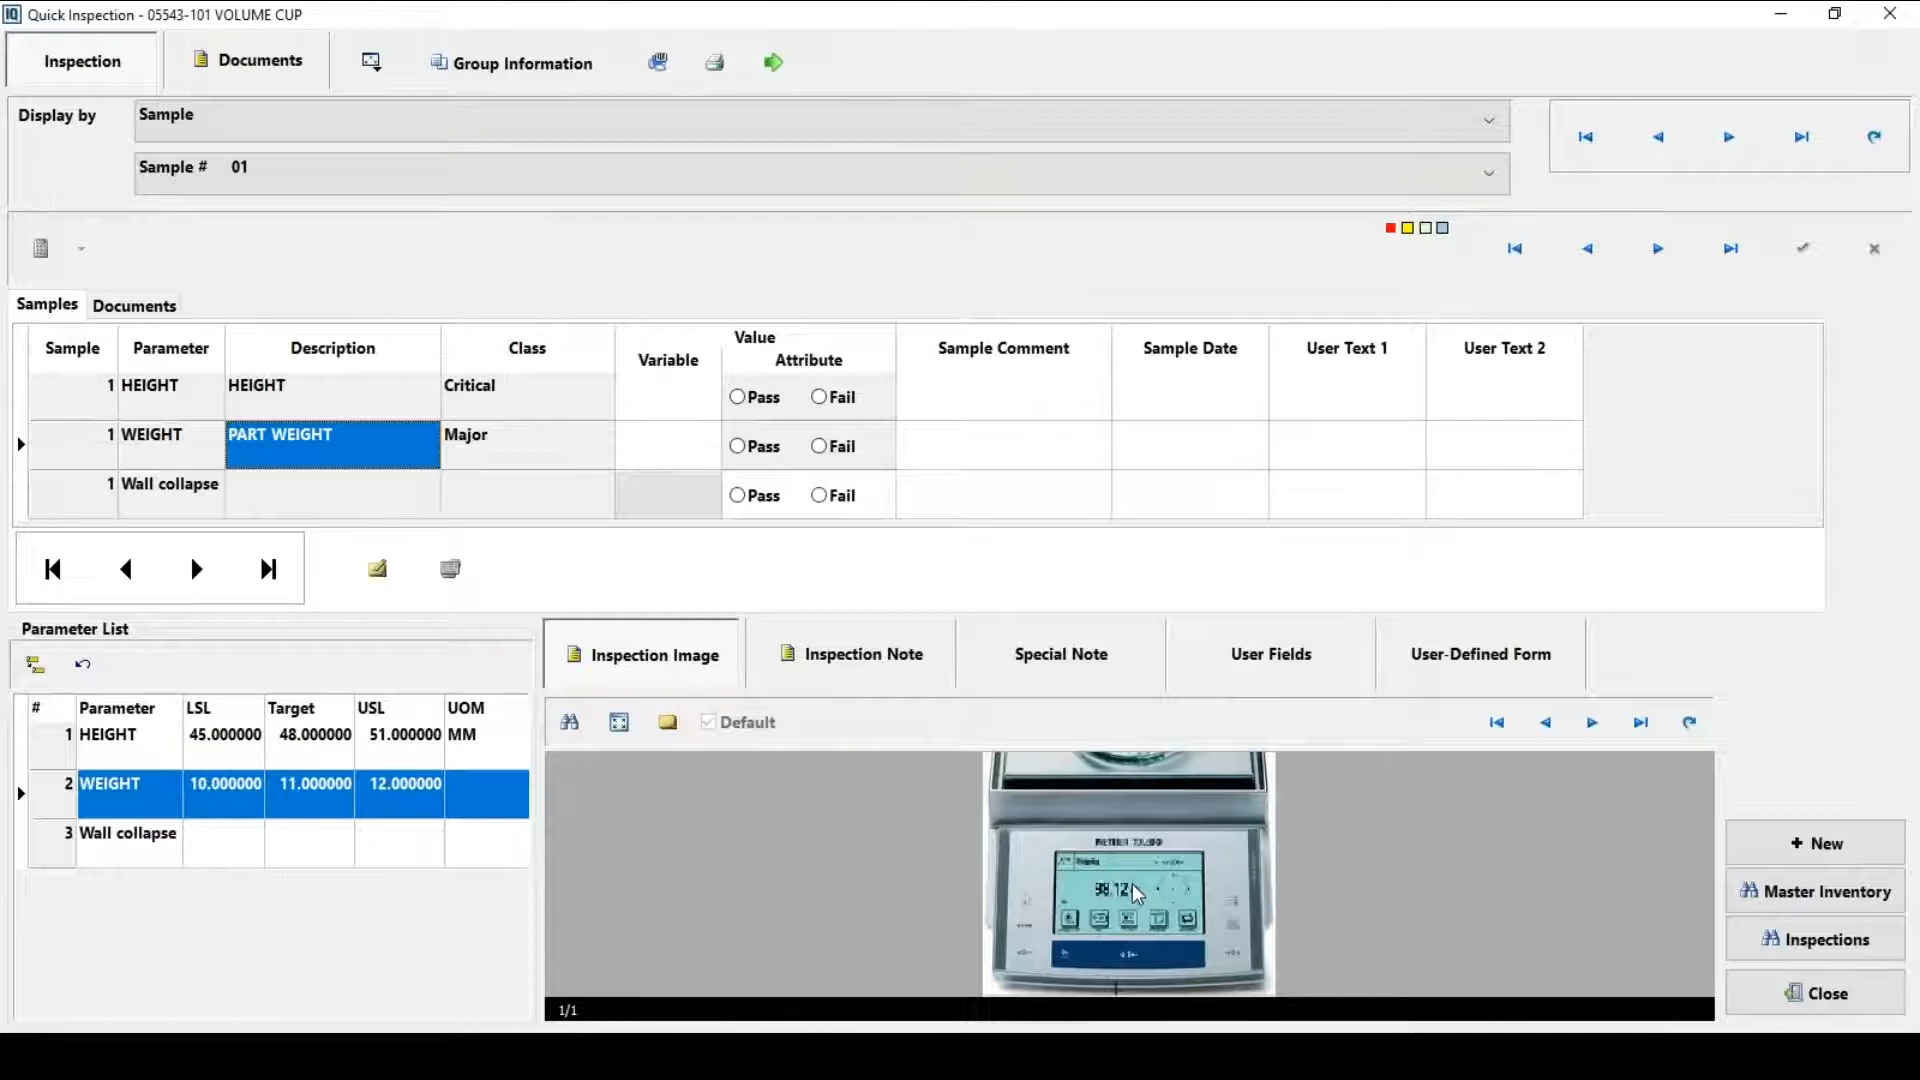 IQ Quick Inspection - 05543-101 VOLUME CUP
Inspection Documents Group Information
Display by Sample
Sample # 01
Samples Documents
Sample Parameter Description Class Value Variable Attribute Sample Comment Sample Date User Text 1 User Text 2
1 HEIGHT HEIGHT Critical Pass Fail
1 WEIGHT PART WEIGHT Major Pass Fail
1 Wall collapse Pass Fail
Parameter List
# Parameter LSL Target USL UOM
1 HEIGHT 45.000000 48.000000 51.000000 MM
2 WEIGHT 10.000000 11.000000 12.000000
3 Wall collapse
Inspection Image Inspection Note Special Note User Fields User-Defined Form
Default
METTLER TOLEDO
98.12
1/1
+ New
Master Inventory
Inspections
Close